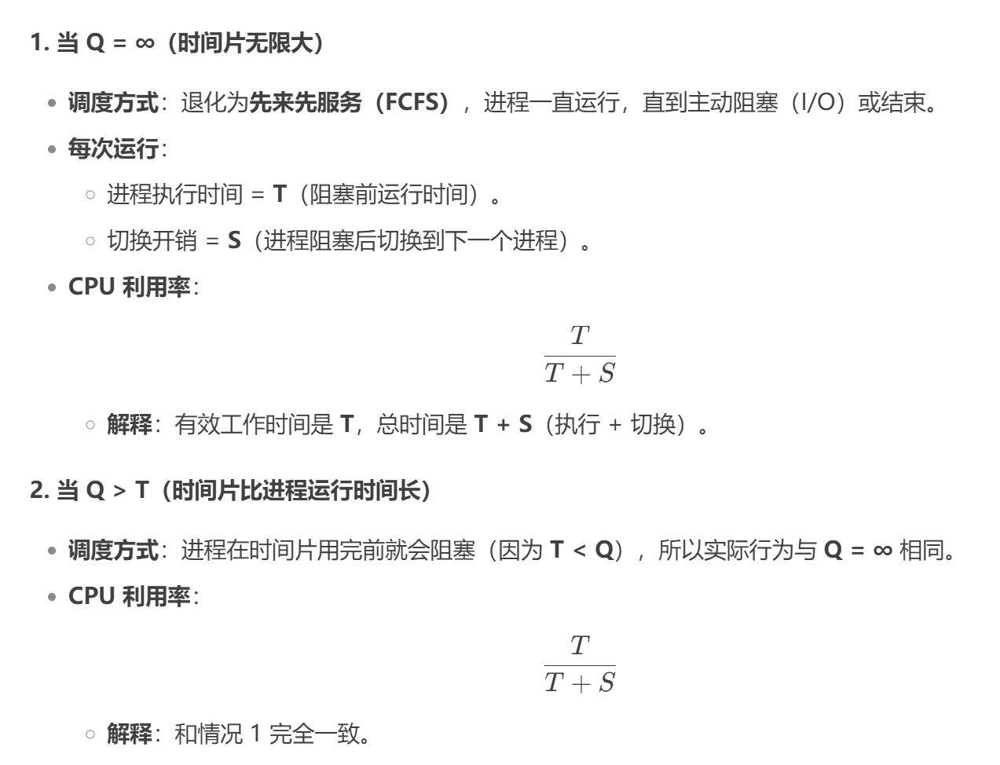 1. 当 Q = ∞（时间片无限大）
• 调度方式：退化为先来先服务（FCFS），进程一直运行，直到主动阻塞（I/O）或结束。
• 每次运行：
◦ 进程执行时间 = T（阻塞前运行时间）。
◦ 切换开销 = S（进程阻塞后切换到下一个进程）。
• CPU 利用率：
T
T + S
◦ 解释：有效工作时间是 T，总时间是 T + S（执行 + 切换）。
2. 当 Q > T（时间片比进程运行时间长）
• 调度方式：进程在时间片用完前就会阻塞（因为 T < Q），所以实际行为与 Q = ∞ 相同。
• CPU 利用率：
T
T + S
◦ 解释：和情况 1 完全一致。